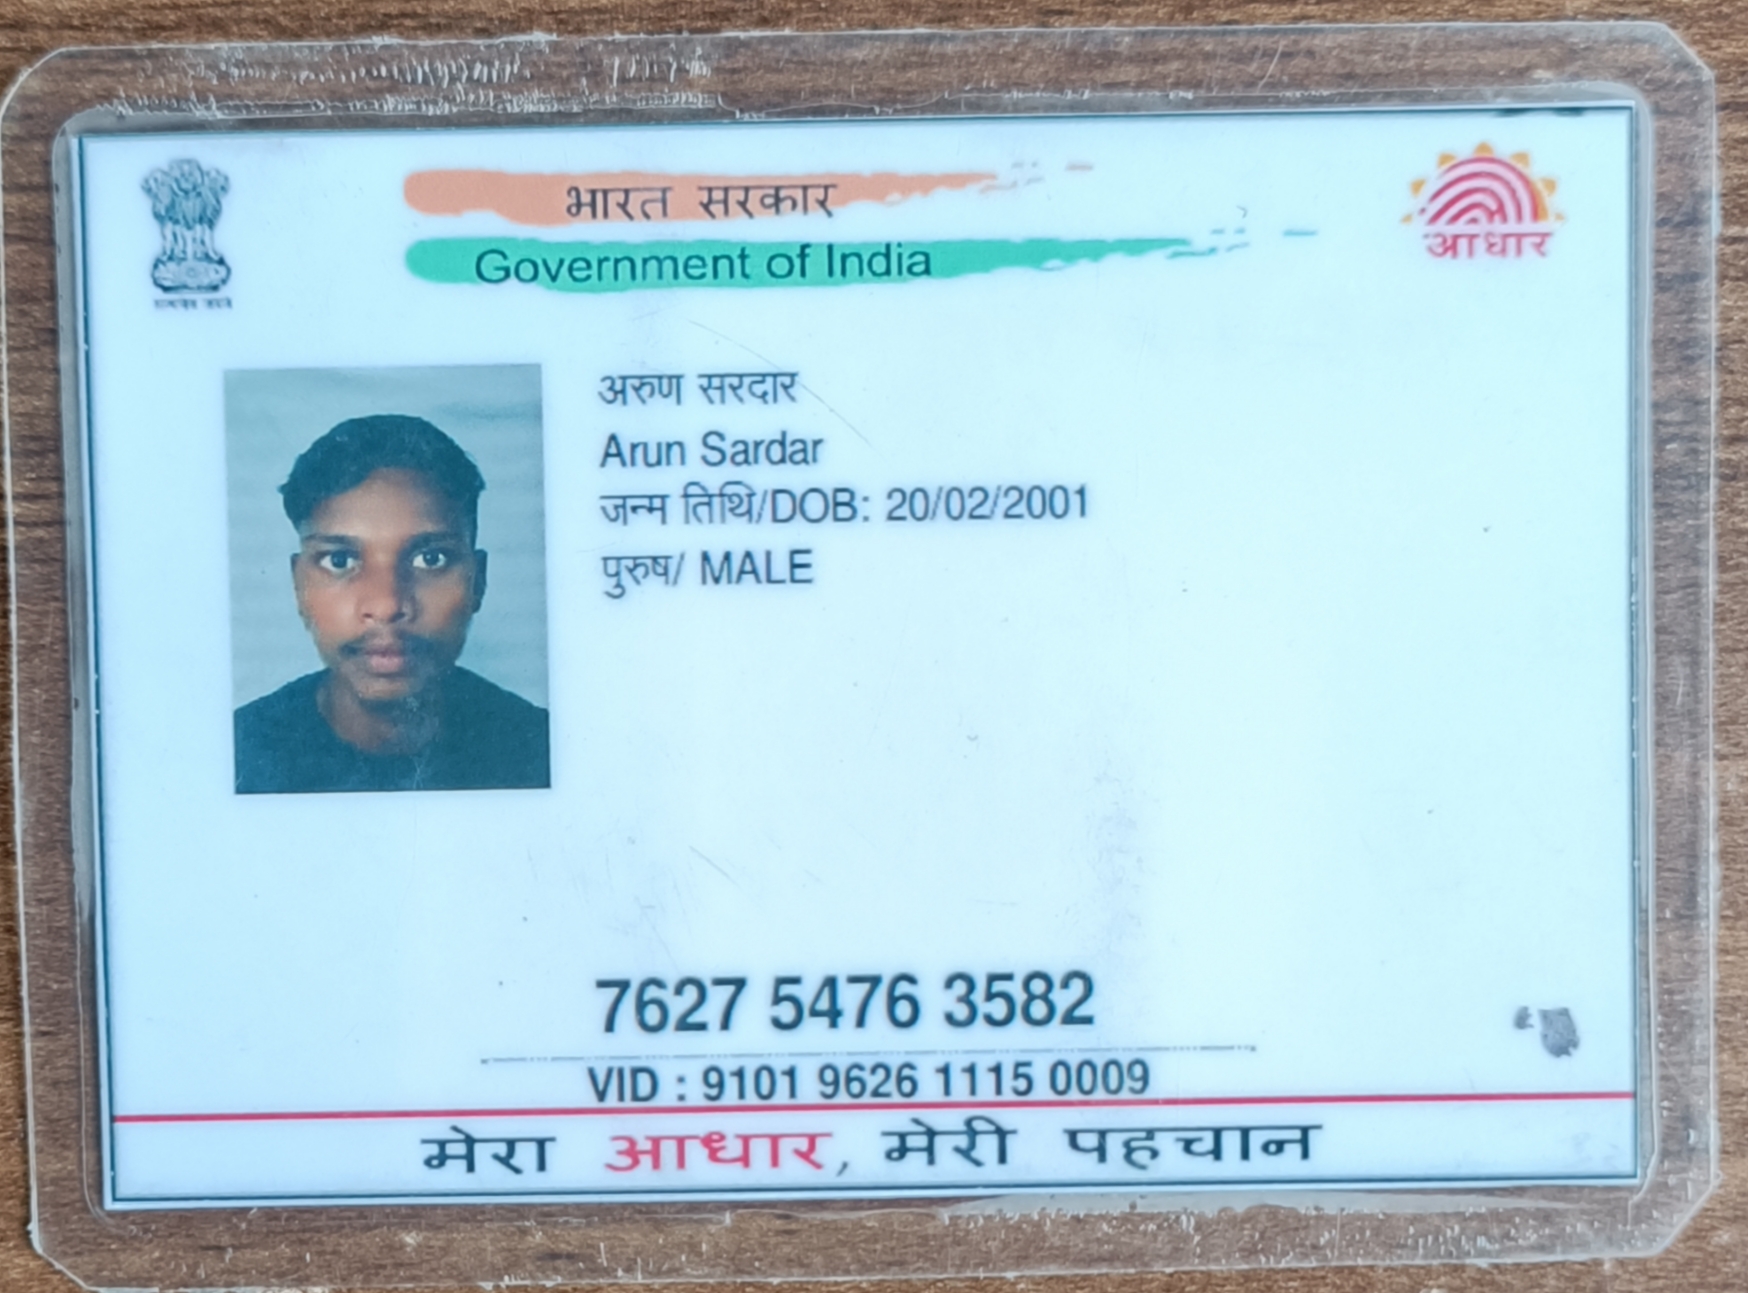 भारत सरकार
Government of India
आधार
सत्यमेव जयते
अरुण सरदार
Arun Sardar
जन्म तिथि/DOB: 20/02/2001
पुरुष/ MALE
7627 5476 3582
VID : 9101 9626 1115 0009
मेरा आधार, मेरी पहचान